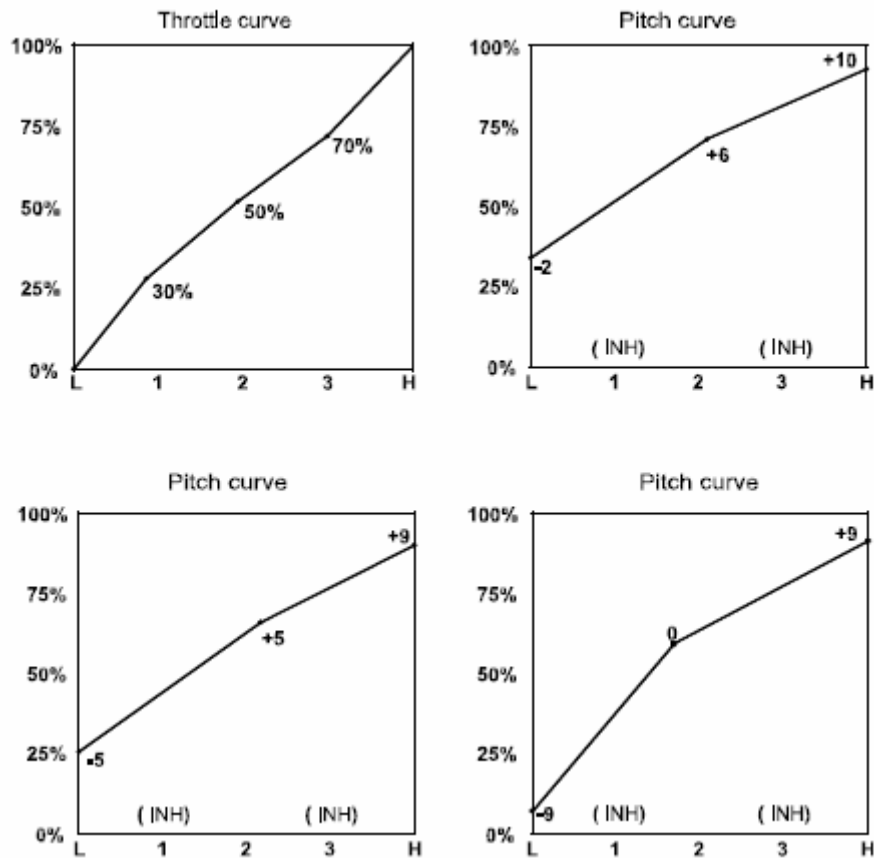 Throttle curve
100%
75%
50%
25%
0%
70%
50%
30%
L 1 2 3 H
Pitch curve
100%
75%
50%
25%
0%
+10
+6
-2
( INH) ( INH)
L 1 2 3 H
Pitch curve
100%
75%
50%
25%
0%
+9
+5
-5
( INH) ( INH)
L 1 2 3 H
Pitch curve
100%
75%
50%
25%
0%
+9
0
-9
( INH) ( INH)
L 1 2 3 H